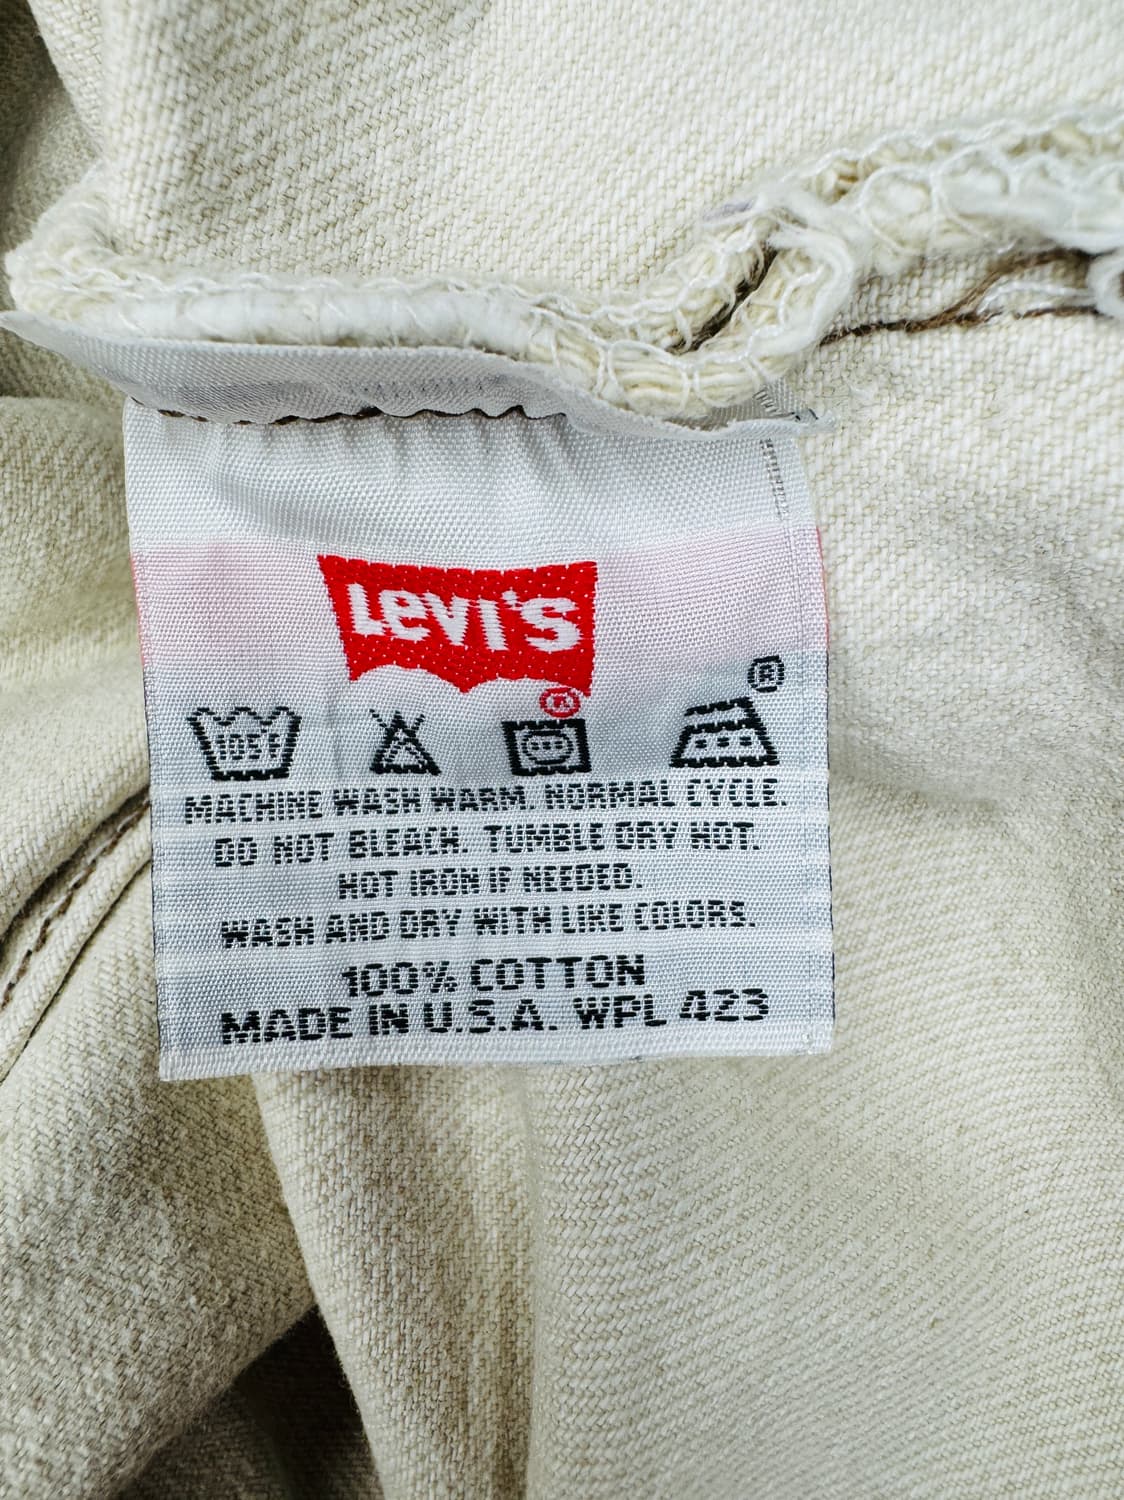 Levi's
®
®
105°F
MACHINE WASH WARM, NORMAL CYCLE.
DO NOT BLEACH. TUMBLE DRY HOT.
HOT IRON IF NEEDED.
WASH AND DRY WITH LIKE COLORS.
100% COTTON
MADE IN U.S.A. WPL 423